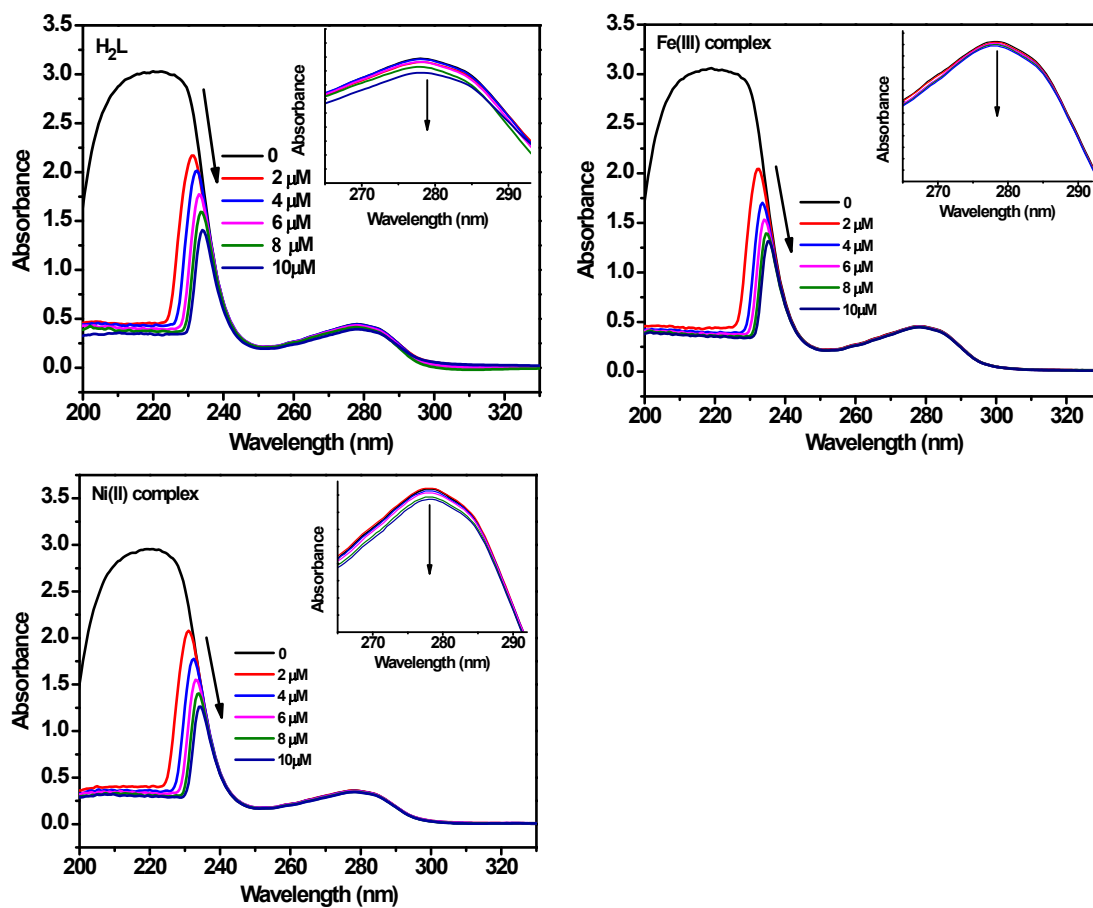 H2L
Absorbance
3.5
3.0
2.5
2.0
1.5
1.0
0.5
0.0
0
2 µM
4 µM
6 µM
8 µM
10µM
200 220 240 260 280 300 320
Wavelength (nm)
Absorbance
270 280 290
Wavelength (nm)
Fe(III) complex
Absorbance
3.5
3.0
2.5
2.0
1.5
1.0
0.5
0.0
0
2 µM
4 µM
6 µM
8 µM
10µM
200 220 240 260 280 300 320
Wavelength (nm)
Absorbance
270 280 290
Wavelength (nm)
Ni(II) complex
Absorbance
3.5
3.0
2.5
2.0
1.5
1.0
0.5
0.0
0
2 µM
4 µM
6 µM
8 µM
10µM
200 220 240 260 280 300 320
Wavelength (nm)
Absorbance
270 280 290
Wavelength (nm)